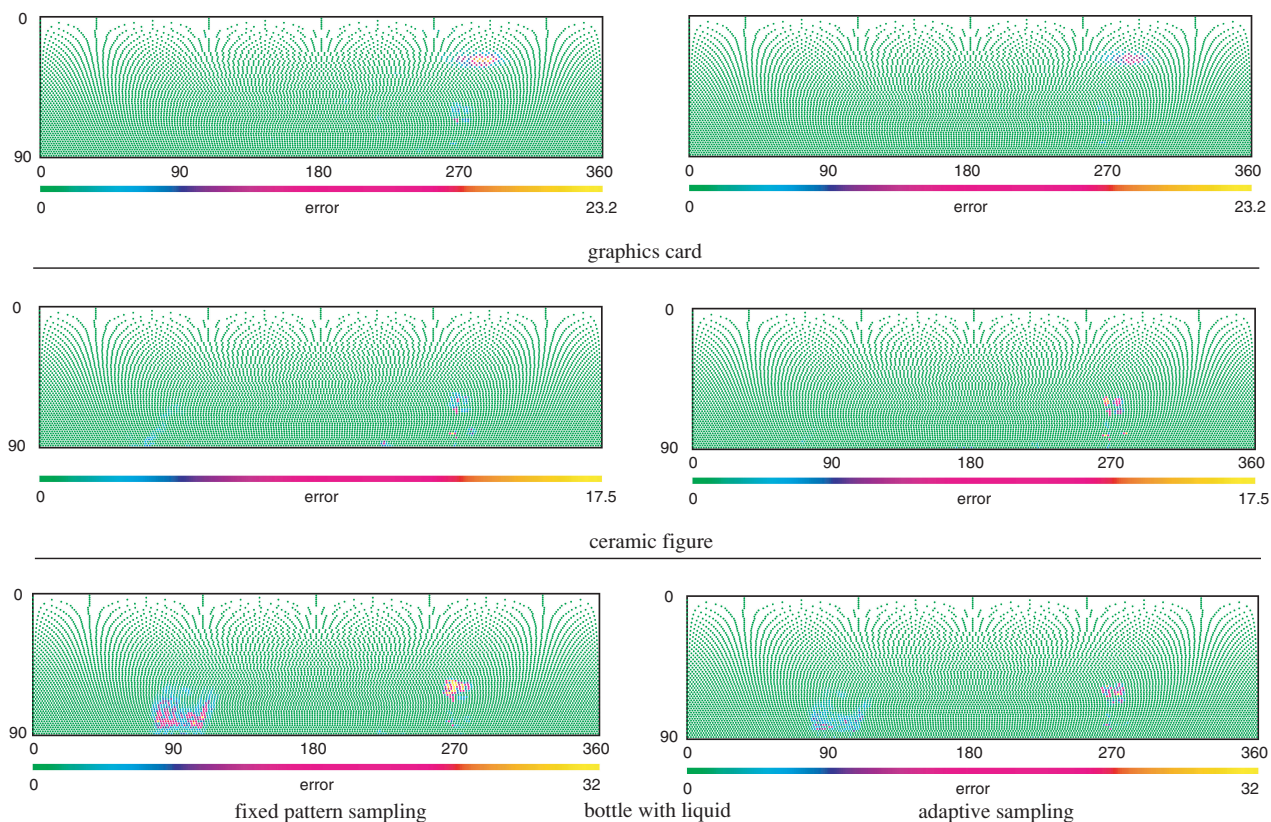 0 0
90
0 90 180 270 360 0 90 180 270 360
0 error 23.2 0 error 23.2
graphics card
0 0
90 90
0 90 180 270 360
0 error 17.5 0 error 17.5
ceramic figure
0 0
90 90
0 90 180 270 360 0 90 180 270 360
0 error 32 0 error 32
fixed pattern sampling bottle with liquid adaptive sampling